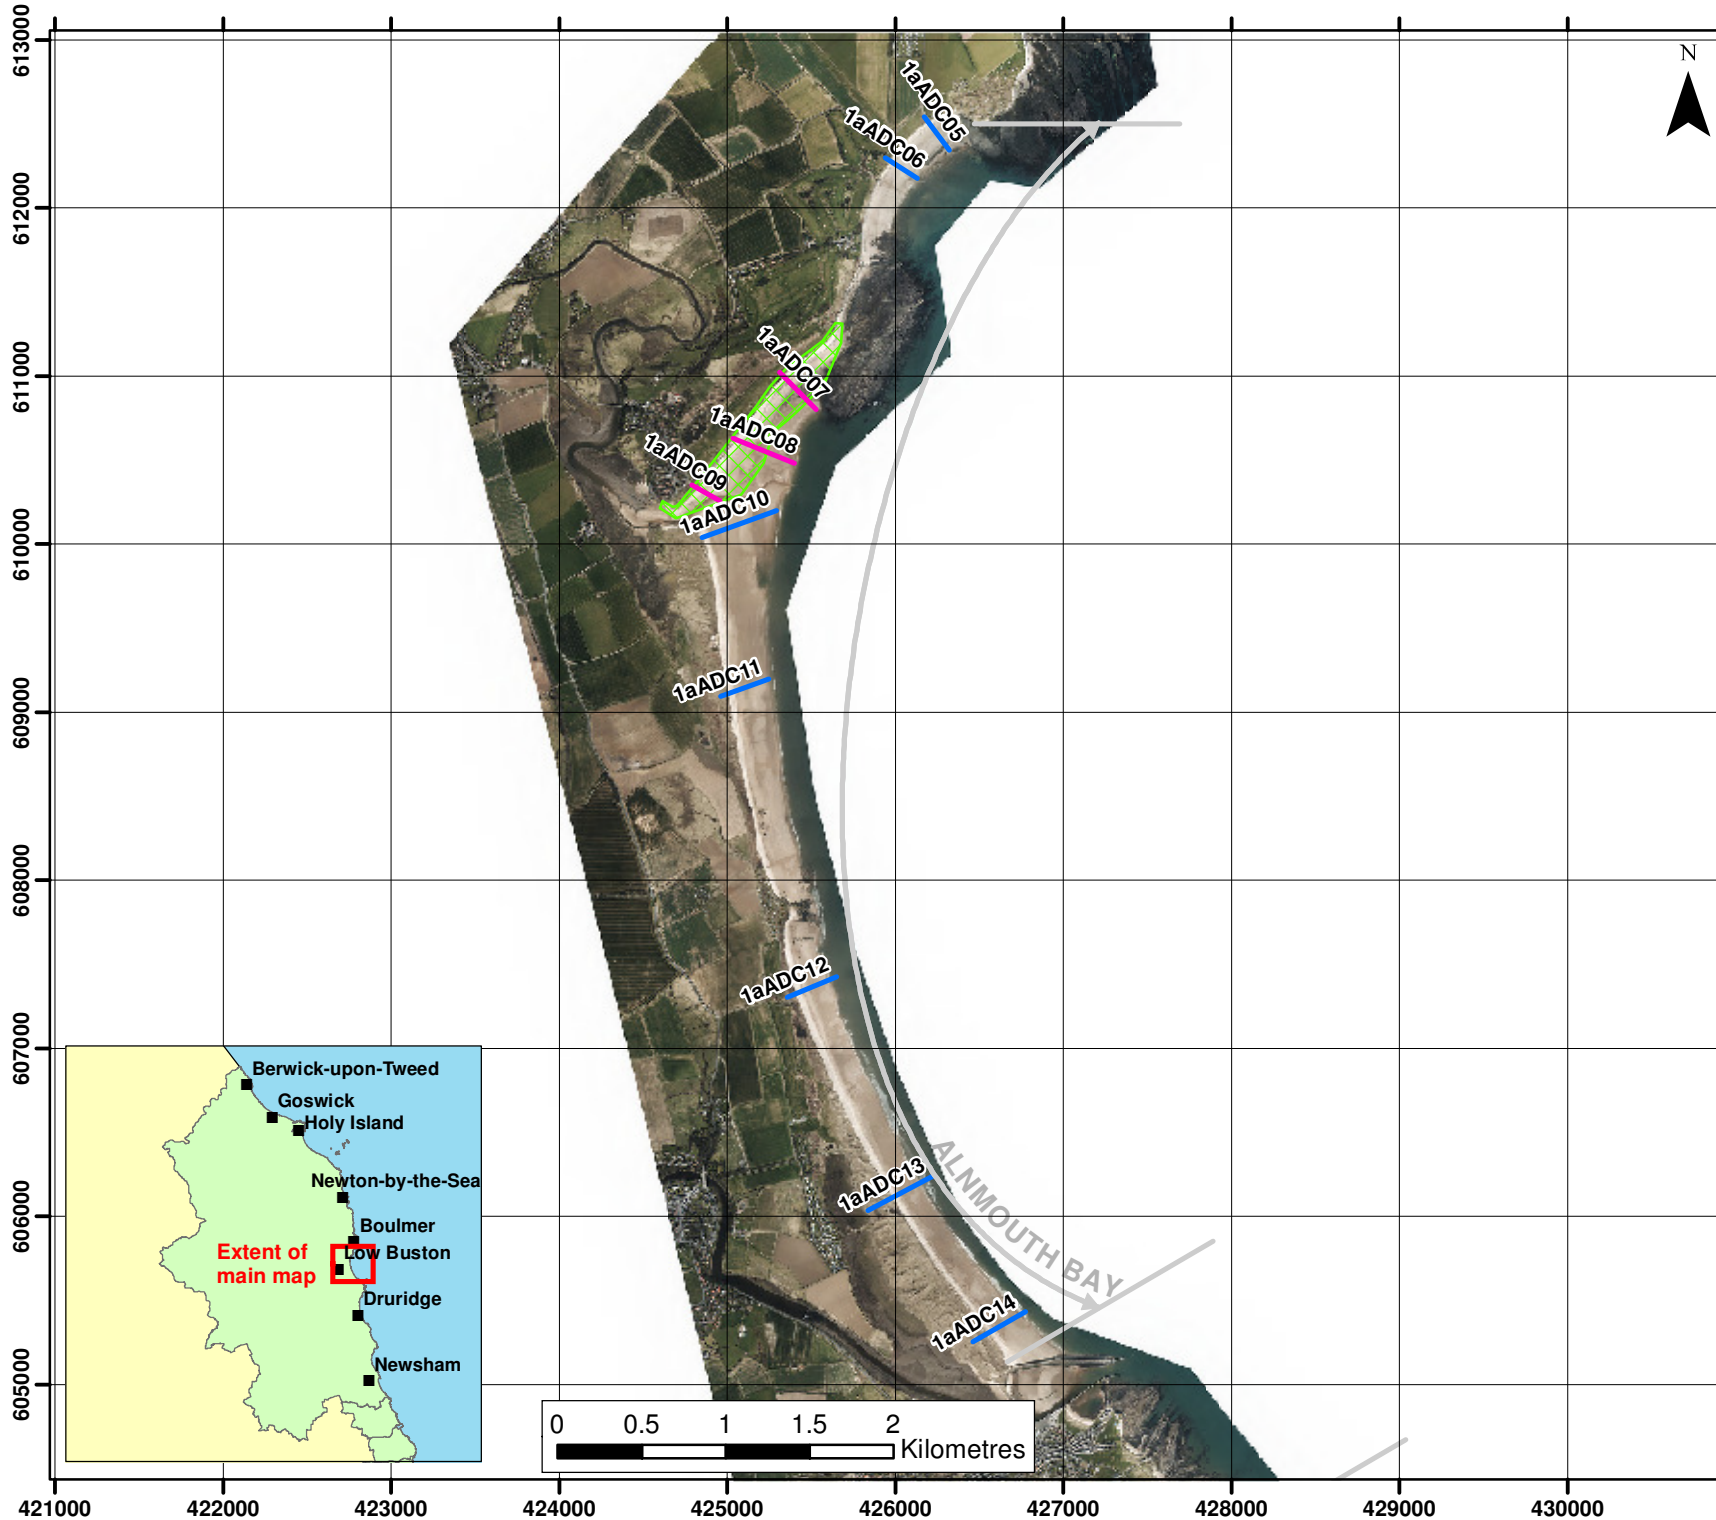 613000
612000
611000
610000
609000
608000
607000
606000
605000
N
1aADC05
1aADC06
1aADC07
1aADC08
1aADC09
1aADC10
1aADC11
1aADC12
1aADC13
1aADC14
ALNMOUTH BAY
Berwick-upon-Tweed
Goswick
Holy Island
Newton-by-the-Sea
Boulmer
Low Buston
Extent of
main map
Druridge
Newsham
0 0.5 1 1.5 2
Kilometres
421000 422000 423000 424000 425000 426000 427000 428000 429000 430000